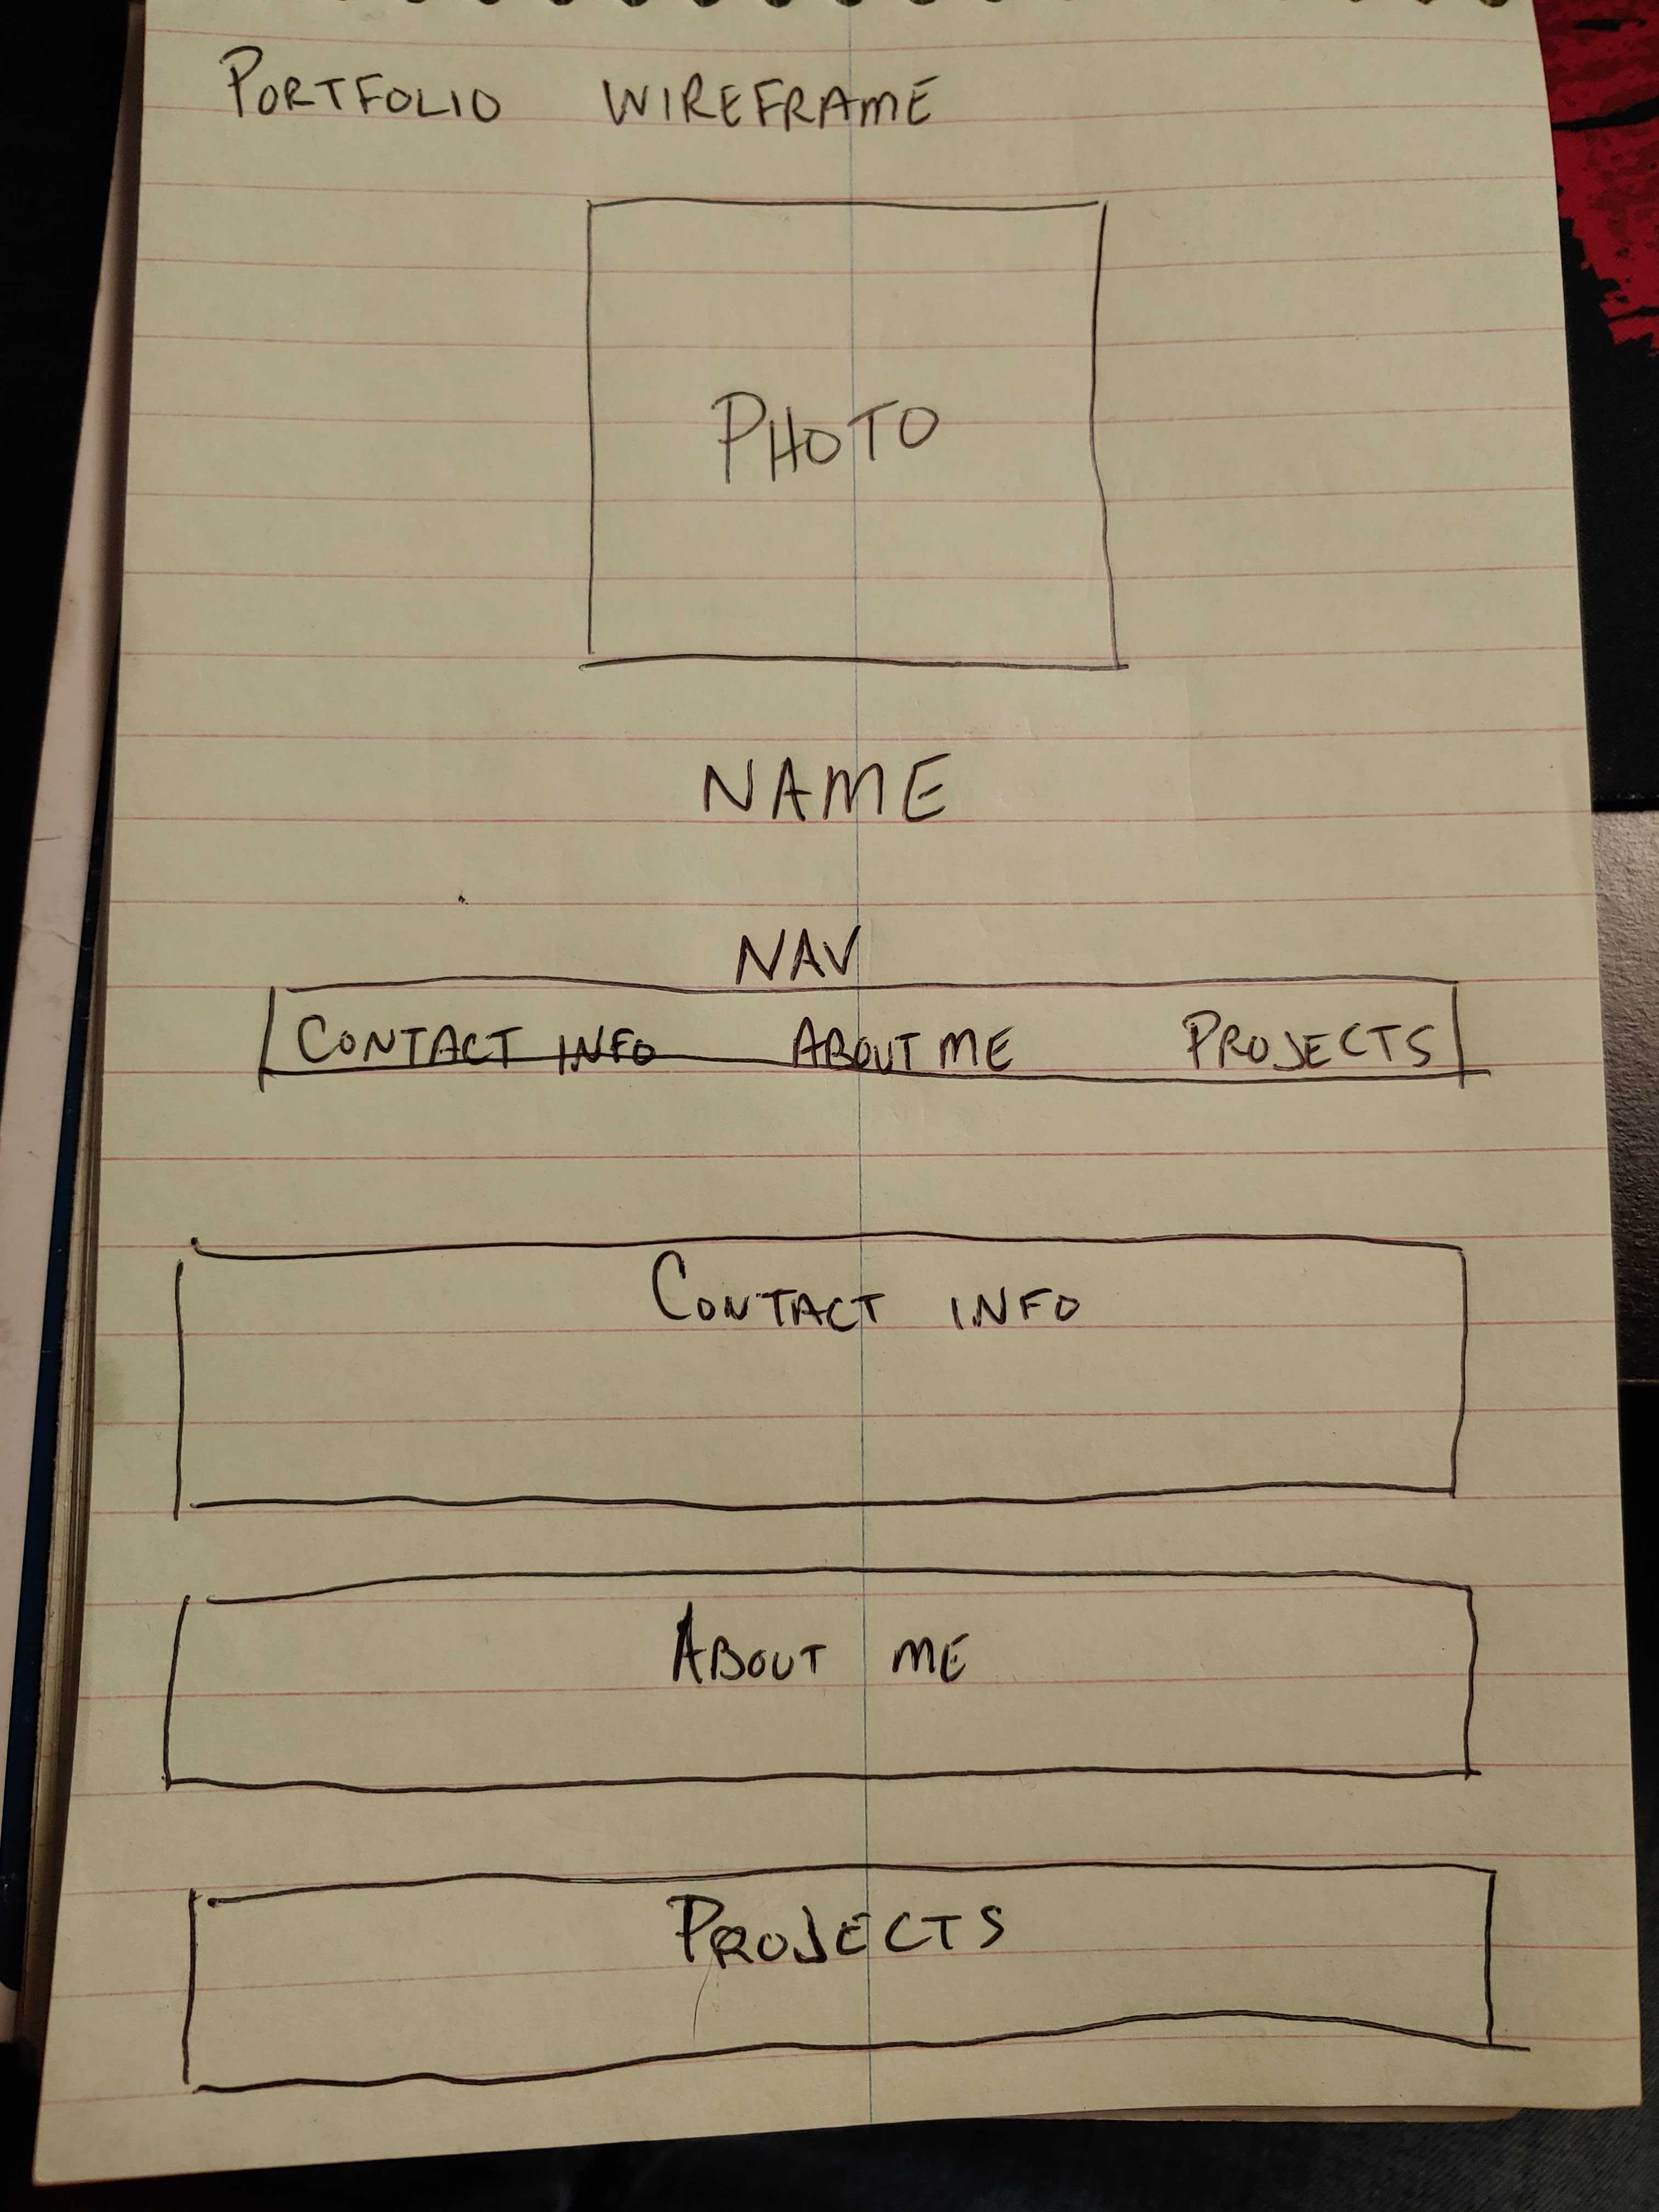 PORTFOLIO WIREFRAME
PHOTO
NAME
NAV
CONTACT INFO ABOUT ME PROJECTS
CONTACT INFO
ABOUT ME
PROJECTS